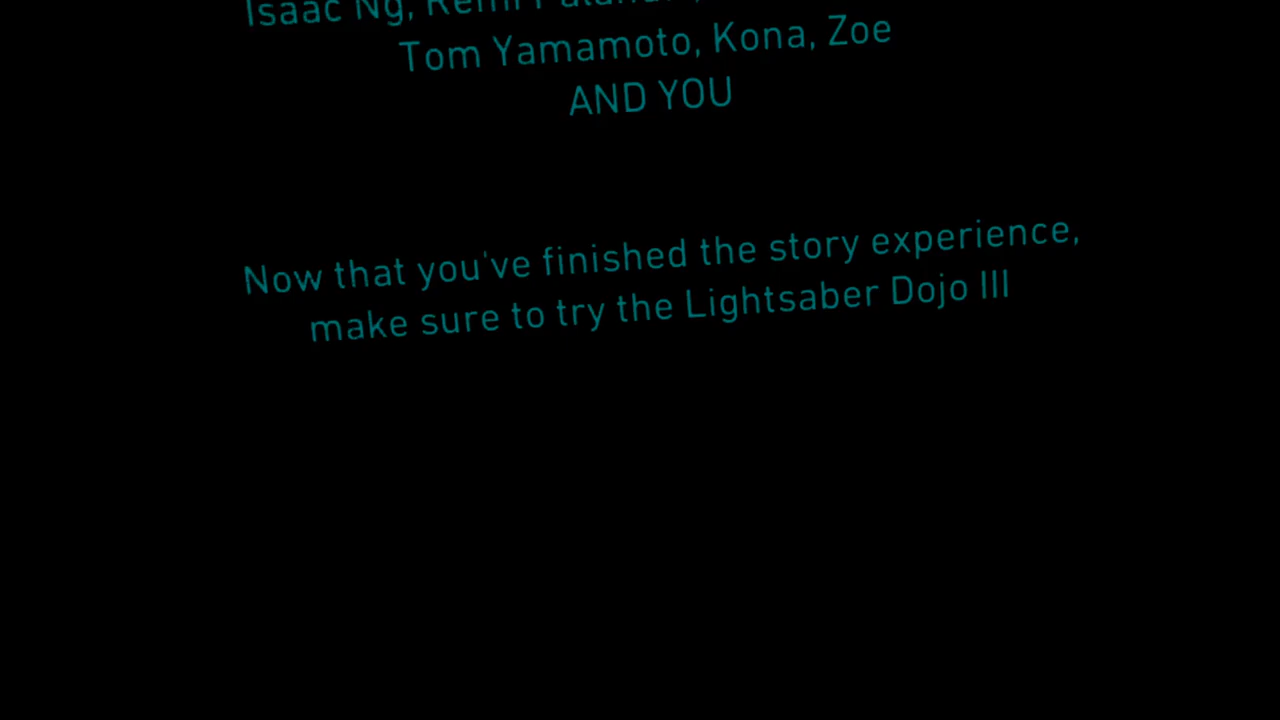 Isaac Ng,
Tom Yamamoto, Kona, Zoe
AND YOU
Now that you've finished the story experience,
make sure to try the Lightsaber Dojo III